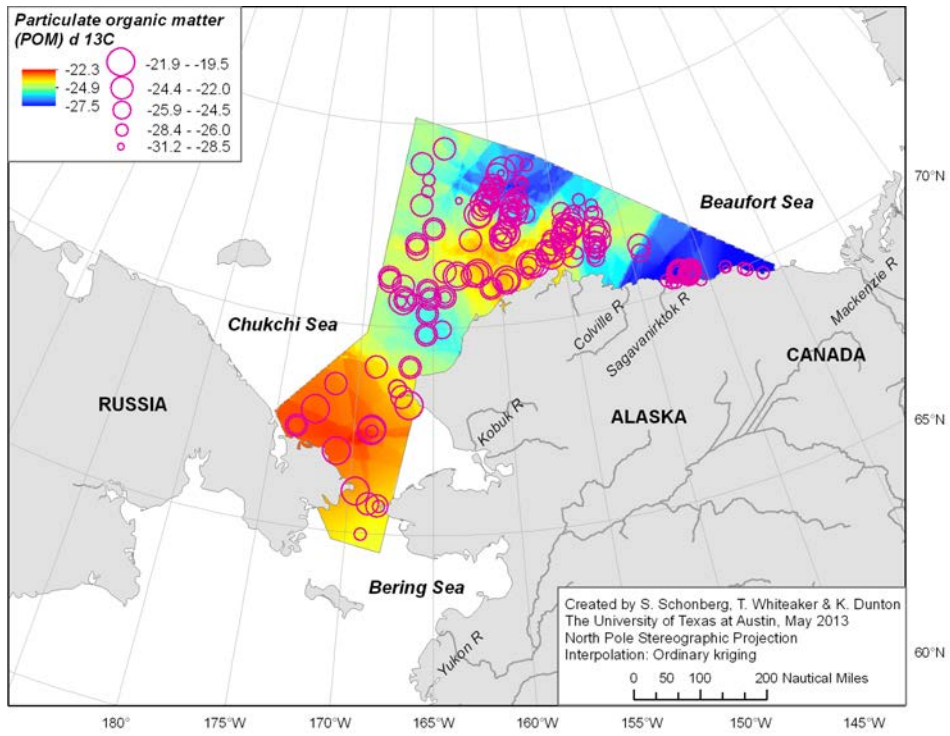 Particulate organic matter
(POM) d 13C
-22.3
-24.9
-27.5
-21.9 - -19.5
-24.4 - -22.0
-25.9 - -24.5
-28.4 - -26.0
-31.2 - -28.5
70°N
Beaufort Sea
Mackenzie R
Chukchi Sea
Colville R
Sagavanirktok R
CANADA
RUSSIA
ALASKA
Kobuk R
65°N
Bering Sea
Yukon R
Created by S. Schonberg, T. Whiteaker & K. Dunton
The University of Texas at Austin, May 2013
North Pole Stereographic Projection
Interpolation: Ordinary kriging
0 50 100 200 Nautical Miles
60°N
180° 170°W 165°W 160°W 155°W 150°W 145°W